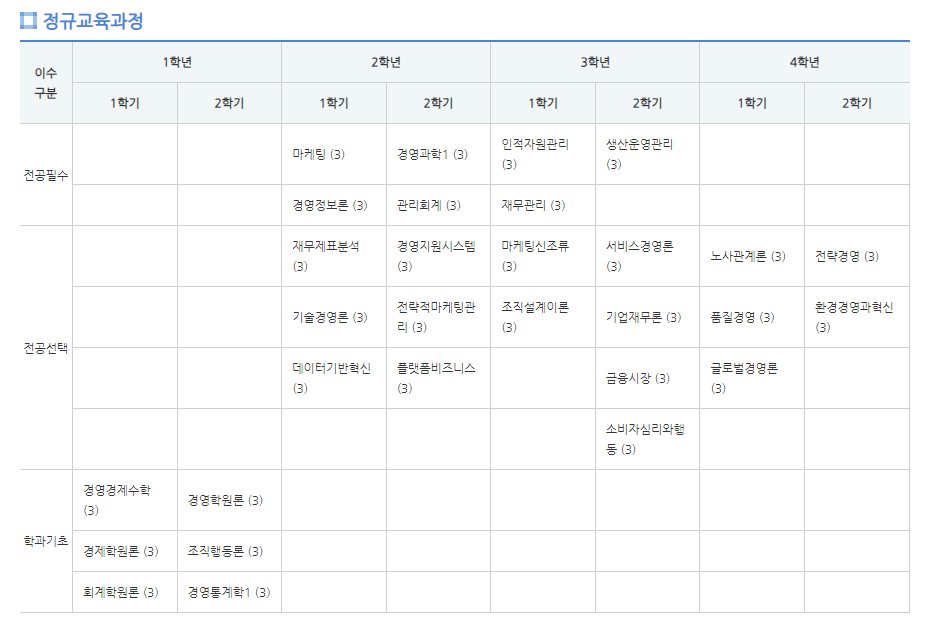 정규교육과정
이수
구분
1학년
2학년
3학년
4학년
1학기
2학기
1학기
2학기
1학기
2학기
1학기
2학기
전공필수
마케팅 (3)
경영과학1 (3)
인적자원관리
(3)
생산운영관리
(3)
경영정보론 (3)
관리회계 (3)
재무관리 (3)
전공선택
재무제표분석
(3)
경영지원시스템
(3)
마케팅신조류
(3)
서비스경영론
(3)
노사관계론 (3)
전략경영 (3)
기술경영론 (3)
전략적마케팅관
리 (3)
조직설계이론
(3)
기업재무론 (3)
품질경영 (3)
환경경영과혁신
(3)
데이터기반혁신
(3)
플랫폼비즈니스
(3)
금융시장 (3)
글로벌경영론
(3)
소비자심리와행
동 (3)
학과기초
경영경제수학
(3)
경영학원론 (3)
경제학원론 (3)
조직행동론 (3)
회계학원론 (3)
경영통계학1 (3)